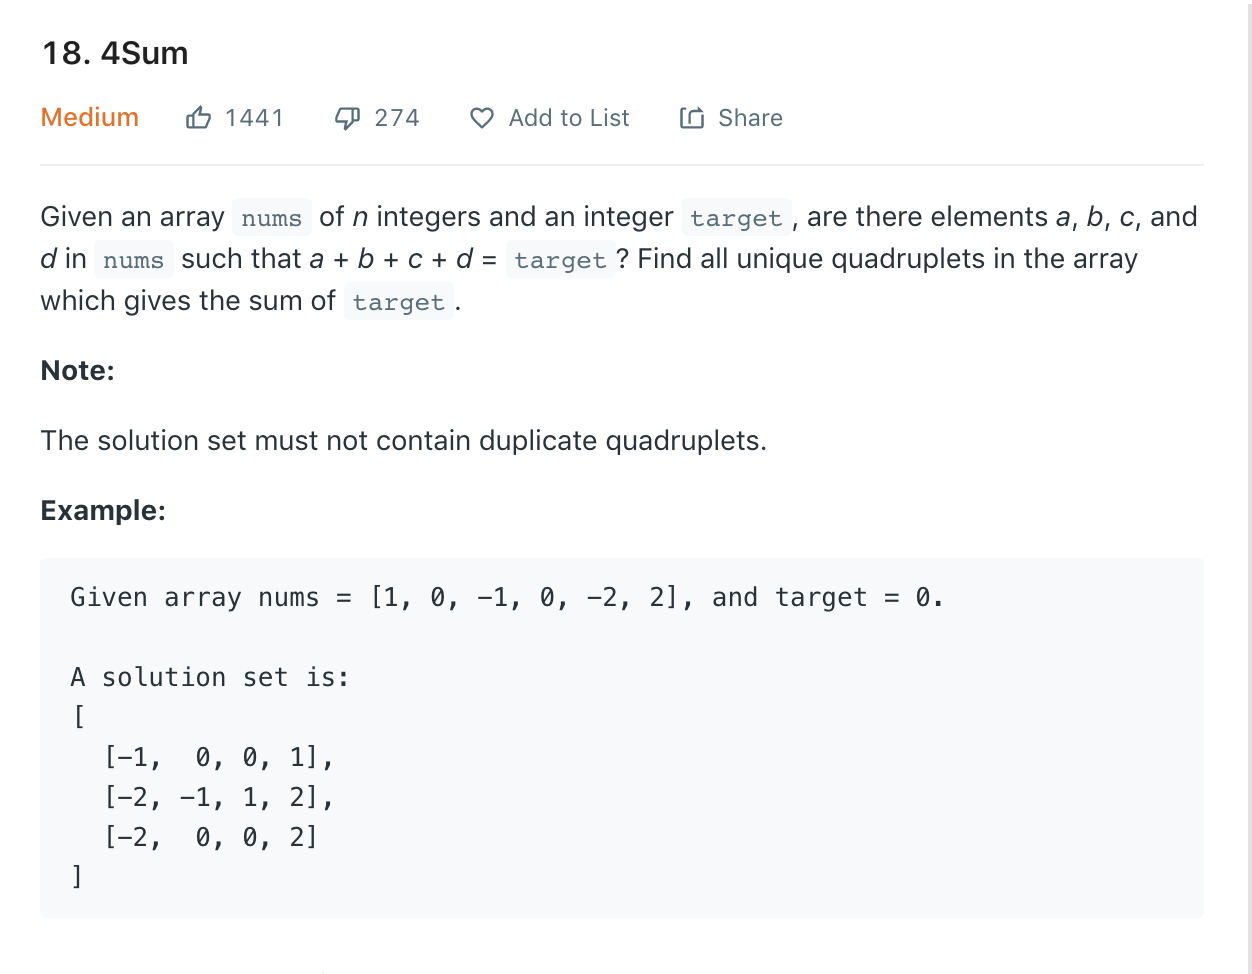 18. 4Sum
Medium 1441 274 Add to List Share
Given an array nums of n integers and an integer target, are there elements a, b, c, and
d in nums such that a + b + c + d = target? Find all unique quadruplets in the array
which gives the sum of target.
Note:
The solution set must not contain duplicate quadruplets.
Example:
Given array nums = [1, 0, -1, 0, -2, 2], and target = 0.
A solution set is:
[
  [-1,  0, 0, 1],
  [-2, -1, 1, 2],
  [-2,  0, 0, 2]
]